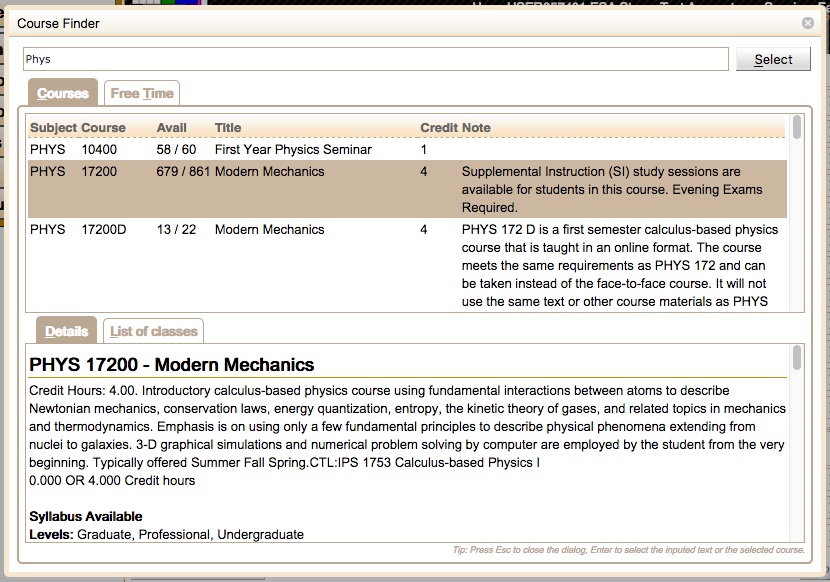 Course Finder
Phys
Select
Courses
Free Time
Subject Course Avail Title Credit Note
PHYS 10400 58 / 60 First Year Physics Seminar 1
PHYS 17200 679 / 861 Modern Mechanics 4 Supplemental Instruction (SI) study sessions are
available for students in this course. Evening Exams
Required.
PHYS 17200D 13 / 22 Modern Mechanics 4 PHYS 172 D is a first semester calculus-based physics
course that is taught in an online format. The course
meets the same requirements as PHYS 172 and can
be taken instead of the face-to-face course. It will not
use the same text or other course materials as PHYS
Details
List of classes
PHYS 17200 - Modern Mechanics
Credit Hours: 4.00. Introductory calculus-based physics course using fundamental interactions between atoms to describe
Newtonian mechanics, conservation laws, energy quantization, entropy, the kinetic theory of gases, and related topics in mechanics
and thermodynamics. Emphasis is on using only a few fundamental principles to describe physical phenomena extending from
nuclei to galaxies. 3-D graphical simulations and numerical problem solving by computer are employed by the student from the very
beginning. Typically offered Summer Fall Spring.CTL:IPS 1753 Calculus-based Physics I
0.000 OR 4.000 Credit hours
Syllabus Available
Levels: Graduate, Professional, Undergraduate
Tip: Press Esc to close the dialog, Enter to select the inputed text or the selected course.